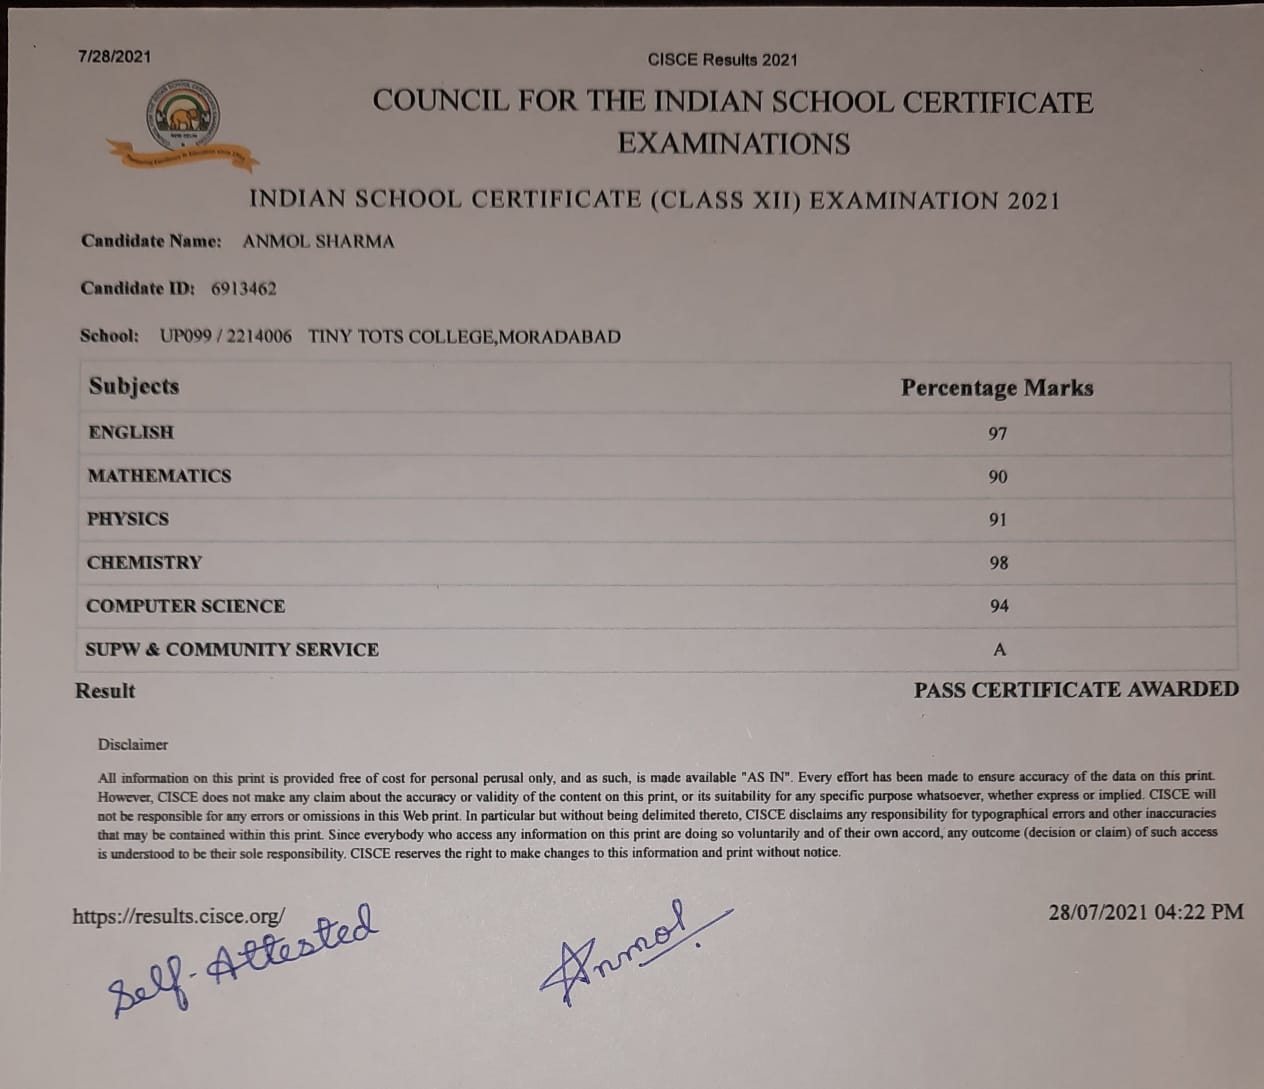 7/28/2021
CISCE Results 2021
COUNCIL FOR THE INDIAN SCHOOL CERTIFICATE
EXAMINATIONS
NEW DELHI
INDIAN SCHOOL CERTIFICATE (CLASS XII) EXAMINATION 2021
Candidate Name: ANMOL SHARMA
Candidate ID: 6913462
School: UP099 / 2214006 TINY TOTS COLLEGE,MORADABAD
Subjects Percentage Marks
ENGLISH 97
MATHEMATICS 90
PHYSICS 91
CHEMISTRY 98
COMPUTER SCIENCE 94
SUPW & COMMUNITY SERVICE A
Result PASS CERTIFICATE AWARDED
Disclaimer
All information on this print is provided free of cost for personal perusal only, and as such, is made available "AS IN". Every effort has been made to ensure accuracy of the data on this print.
However, CISCE does not make any claim about the accuracy or validity of the content on this print, or its suitability for any specific purpose whatsoever, whether express or implied. CISCE will
not be responsible for any errors or omissions in this Web print. In particular but without being delimited thereto, CISCE disclaims any responsibility for typographical errors and other inaccuracies
that may be contained within this print. Since everybody who access any information on this print are doing so voluntarily and of their own accord, any outcome (decision or claim) of such access
is understood to be their sole responsibility. CISCE reserves the right to make changes to this information and print without notice.
https://results.cisce.org/ 28/07/2021 04:22 PM
Self-Attested
Anmol